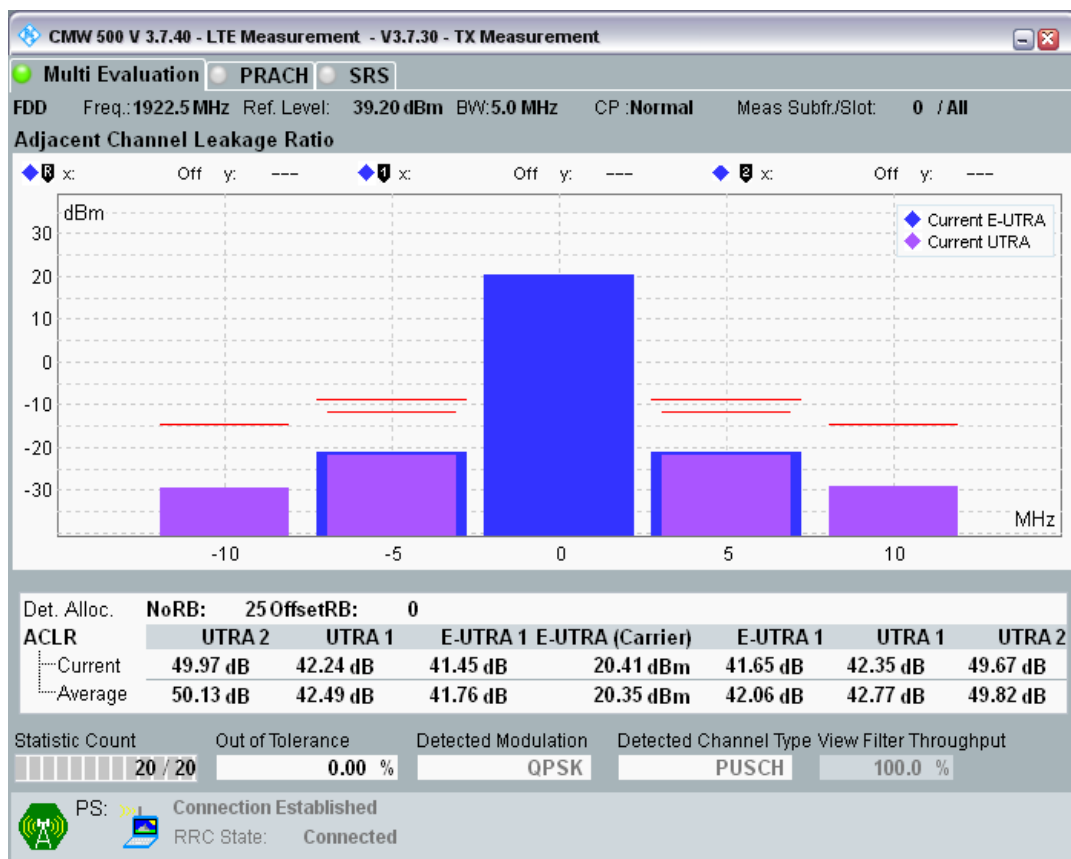 CMW 500 V 3.7.40 - LTE Measurement - V3.7.30 - TX Measurement
Multi Evaluation PRACH SRS
FDD Freq.: 1922.5 MHz Ref. Level: 39.20 dBm BW: 5.0 MHz CP : Normal Meas Subfr./Slot: 0 / All
Adjacent Channel Leakage Ratio
R x: Off y: --- 1 x: Off y: --- 2 x: Off y: ---
dBm
Current E-UTRA
Current UTRA
30
20
10
0
-10
-20
-30
MHz
-10 -5 0 5 10
Det. Alloc. NoRB: 25 OffsetRB: 0
ACLR UTRA 2 UTRA 1 E-UTRA 1 E-UTRA (Carrier) E-UTRA 1 UTRA 1 UTRA 2
Current 49.97 dB 42.24 dB 41.45 dB 20.41 dBm 41.65 dB 42.35 dB 49.67 dB
Average 50.13 dB 42.49 dB 41.76 dB 20.35 dBm 42.06 dB 42.77 dB 49.82 dB
Statistic Count Out of Tolerance Detected Modulation Detected Channel Type View Filter Throughput
20 / 20 0.00 % QPSK PUSCH 100.0 %
PS: Connection Established
RRC State: Connected